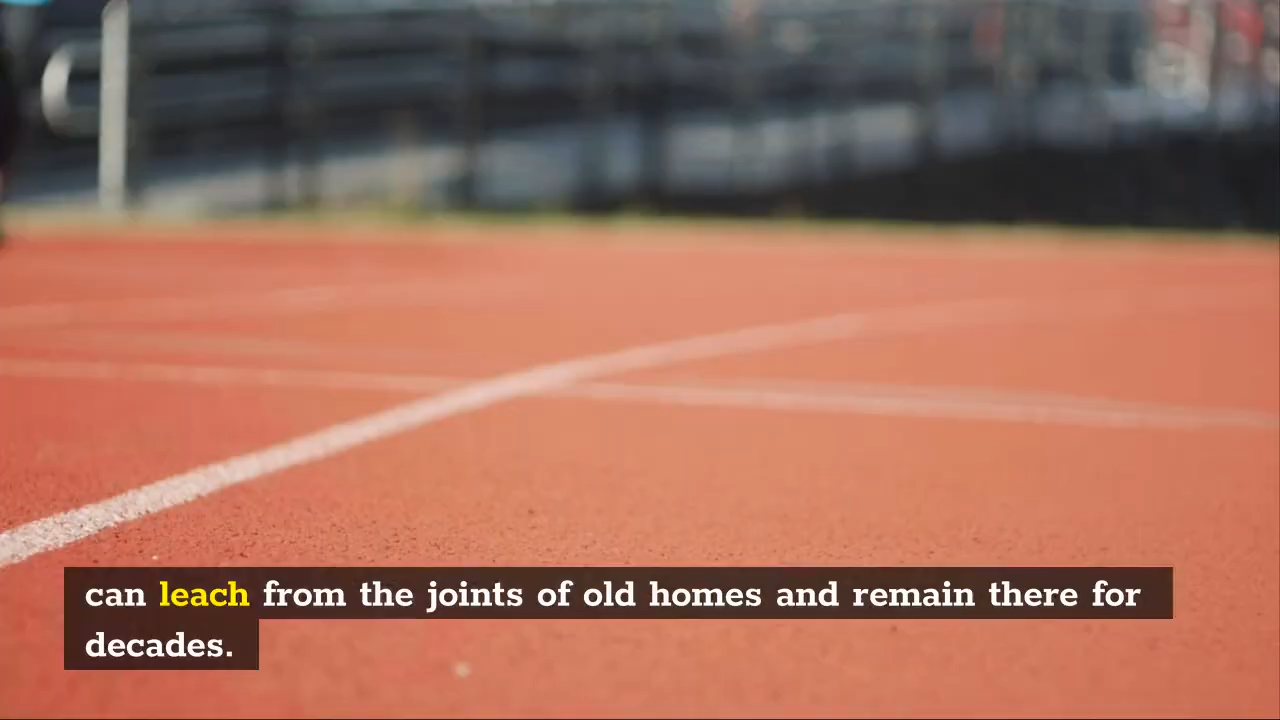 can leach from the joints of old homes and remain there for
decades.